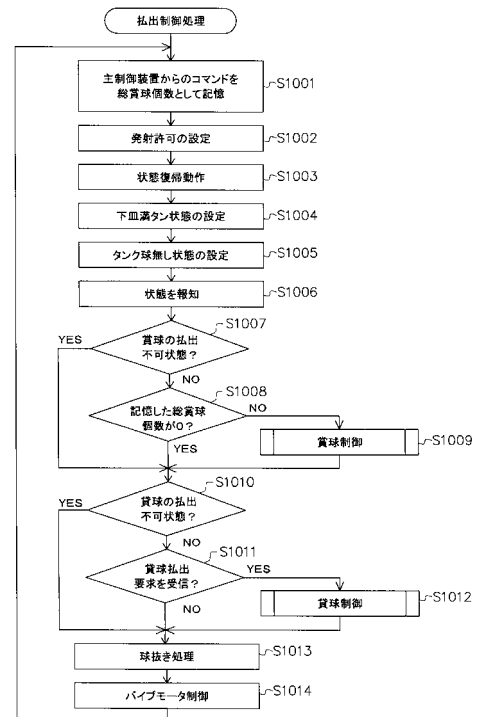 払出制御処理
主制御装置からのコマンドを
総賞球個数として記憶
S1001
発射許可の設定
S1002
状態復帰動作
S1003
下皿満タン状態の設定
S1004
タンク球無し状態の設定
S1005
状態を報知
S1006
S1007
YES
賞球の払出
不可状態?
NO
S1008
記憶した総賞球
個数が0?
NO
YES
賞球制御
S1009
S1010
YES
貸球の払出
不可状態?
NO
S1011
貸球払出
要求を受信?
YES
NO
貸球制御
S1012
球抜き処理
S1013
バイブモータ制御
S1014